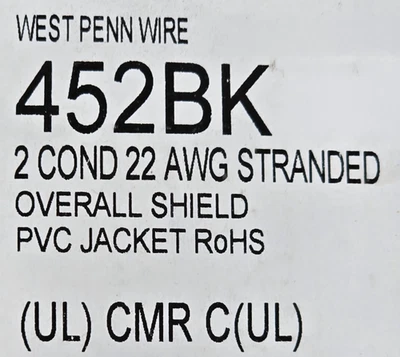 WEST PENN WIRE
452BK
2 COND 22 AWG STRANDED
OVERALL SHIELD
PVC JACKET RoHS
(UL) CMR C(UL)